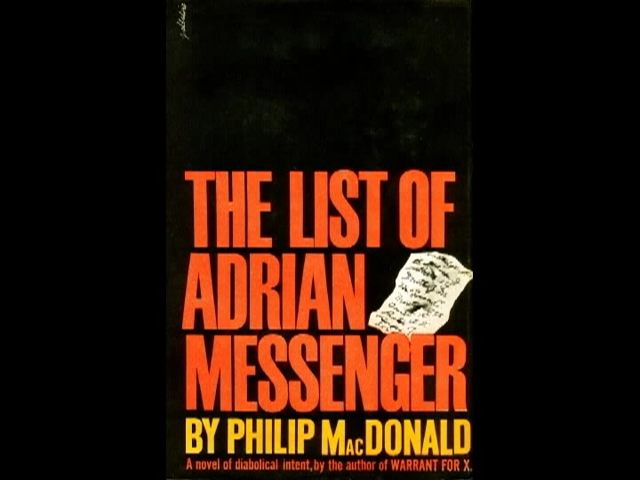 THE LIST OF
ADRIAN
MESSENGER
BY PHILIP MACDONALD
A novel of diabolical intent, by the author of WARRANT FOR X.